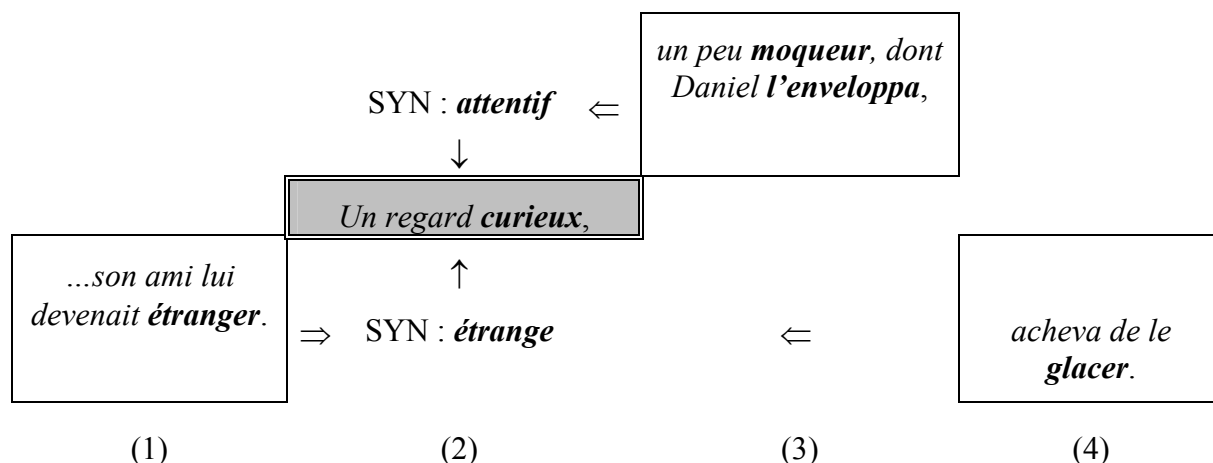 un peu moqueur, dont
Daniel l’enveloppa,
SYN : attentif ⇐
↓
Un regard curieux,
...son ami lui
devenait étranger.
↑
⇒ SYN : étrange ⇐
acheva de le
glacer.
(1) (2) (3) (4)